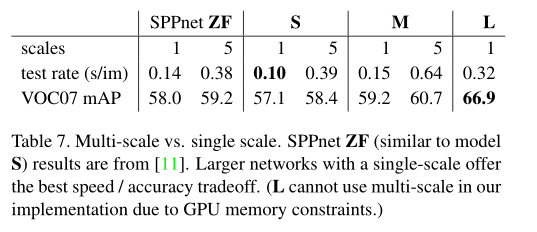 SPPnet ZF S M L
scales 1 5 1 5 1 5 1
test rate (s/im) 0.14 0.38 0.10 0.39 0.15 0.64 0.32
VOC07 mAP 58.0 59.2 57.1 58.4 59.2 60.7 66.9
Table 7. Multi-scale vs. single scale. SPPnet ZF (similar to model
S) results are from [11]. Larger networks with a single-scale offer
the best speed / accuracy tradeoff. (L cannot use multi-scale in our
implementation due to GPU memory constraints.)